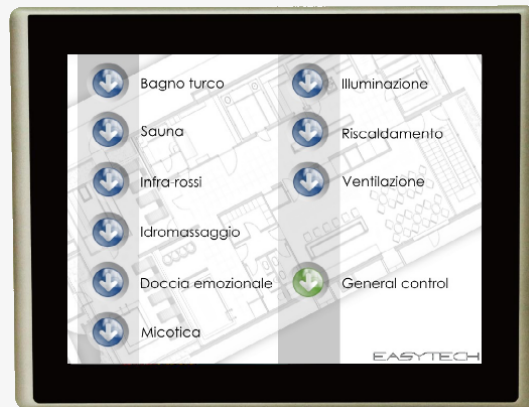 Bagno turco
Sauna
Infra-rossi
Idromassaggio
Doccia emozionale
Micotica
Illuminazione
Riscaldamento
Ventilazione
General control
EASYTECH